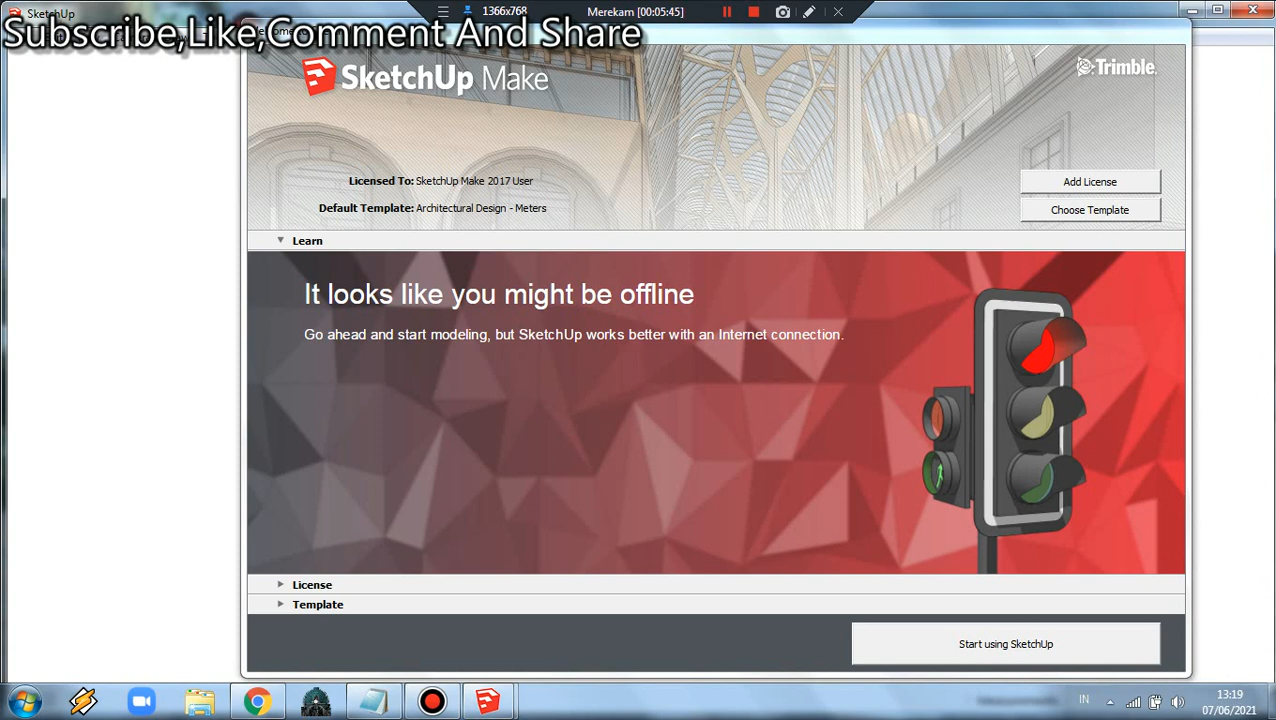 SketchUp
1366x768
Merekam [00:05:45]
Subscribe,Like,Comment And Share
SketchUp Make
Trimble.
Licensed To: SketchUp Make 2017 User
Add License
Default Template: Architectural Design - Meters
Choose Template
Learn
It looks like you might be offline
Go ahead and start modeling, but SketchUp works better with an Internet connection.
License
Template
Start using SketchUp
IN
13:19
07/06/2021